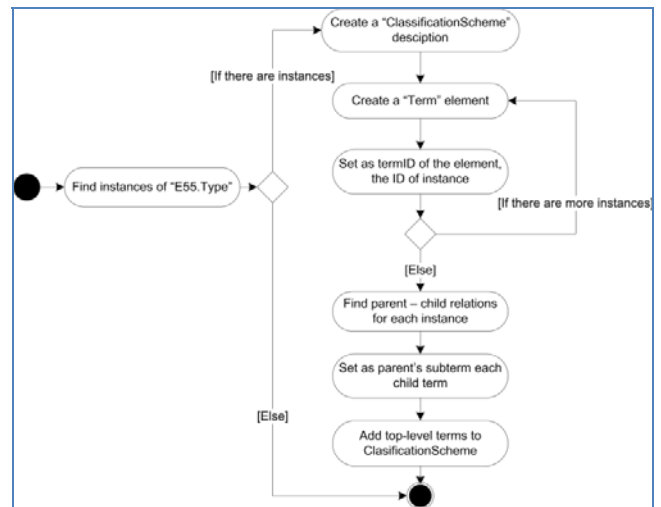 Create a “ClassificationScheme”
desciption
[If there are instances]
Create a “Term” element
Find instances of “E55.Type”
Set as termID of the element,
the ID of instance
[If there are more instances]
[Else]
Find parent – child relations
for each instance
Set as parent’s subterm each
child term
[Else]
Add top-level terms to
ClasificationScheme